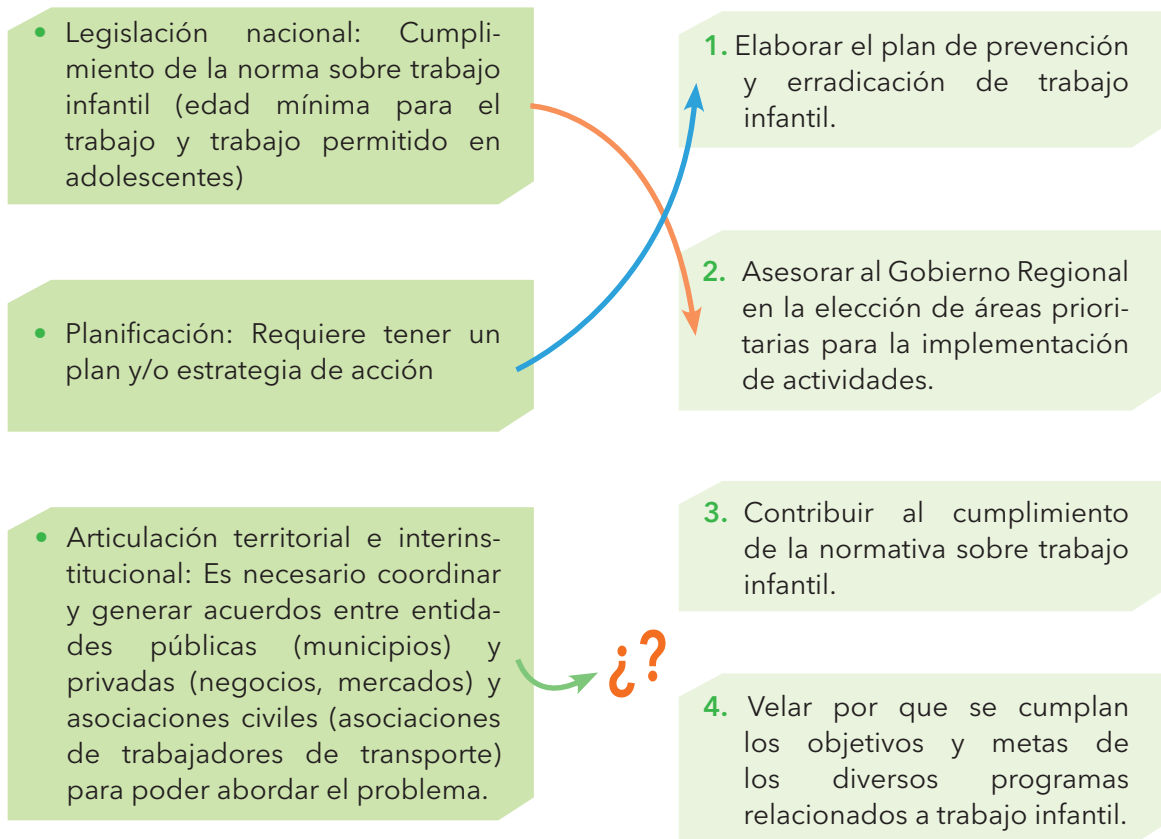 • Legislación nacional: Cumpli-
miento de la norma sobre trabajo
infantil (edad mínima para el
trabajo y trabajo permitido en
adolescentes)
• Planificación: Requiere tener un
plan y/o estrategia de acción
• Articulación territorial e interins-
titucional: Es necesario coordinar
y generar acuerdos entre entida-
des públicas (municipios) y
privadas (negocios, mercados) y
asociaciones civiles (asociaciones
de trabajadores de transporte)
para poder abordar el problema.
¿?
1. Elaborar el plan de prevención
y erradicación de trabajo
infantil.
2. Asesorar al Gobierno Regional
en la elección de áreas priori-
tarias para la implementación
de actividades.
3. Contribuir al cumplimiento
de la normativa sobre trabajo
infantil.
4. Velar por que se cumplan
los objetivos y metas de
los diversos programas
relacionados a trabajo infantil.